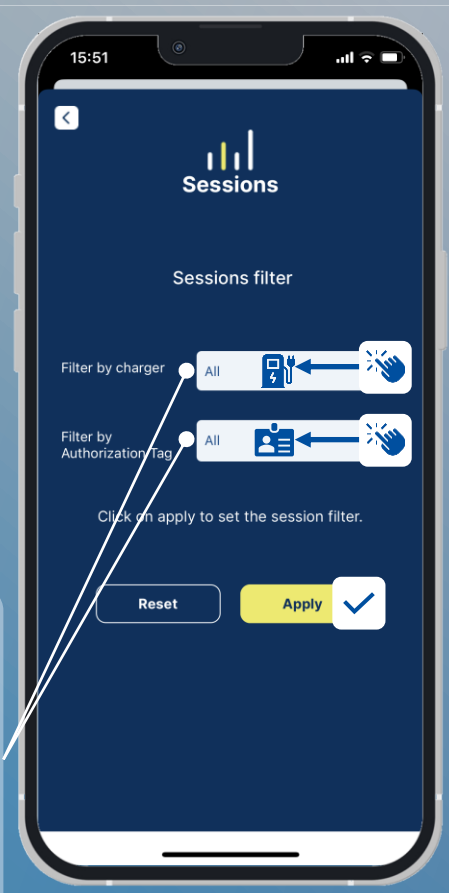 15:51
Sessions
Sessions filter
Filter by charger
All
Filter by
Authorization Tag
All
Click on apply to set the session filter.
Reset
Apply